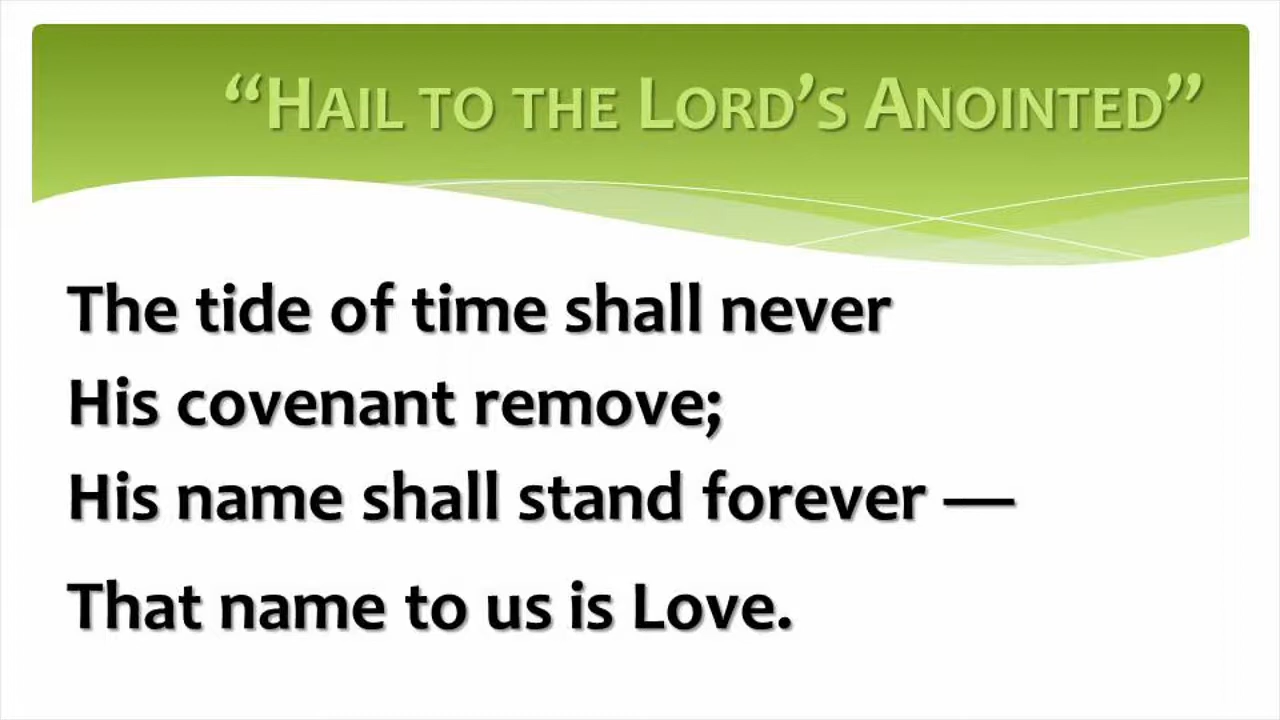 “Hail to the Lord’s Anointed”
The tide of time shall never
His covenant remove;
His name shall stand forever —
That name to us is Love.